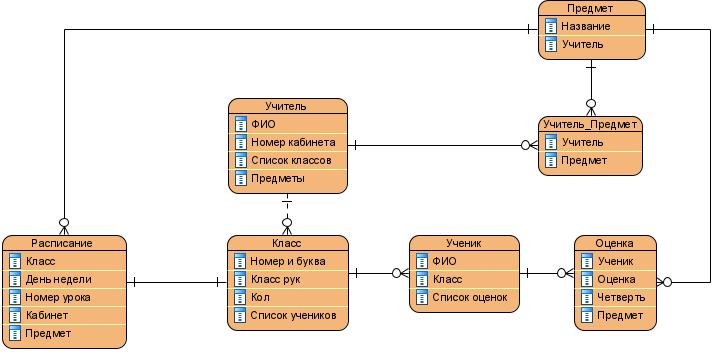 Предмет
Название
Учитель
Учитель
ФИО
Номер кабинета
Список классов
Предметы
Учитель_Предмет
Учитель
Предмет
Расписание
Класс
День недели
Номер урока
Кабинет
Предмет
Класс
Номер и буква
Класс рук
Кол
Список учеников
Ученик
ФИО
Класс
Список оценок
Оценка
Ученик
Оценка
Четверть
Предмет